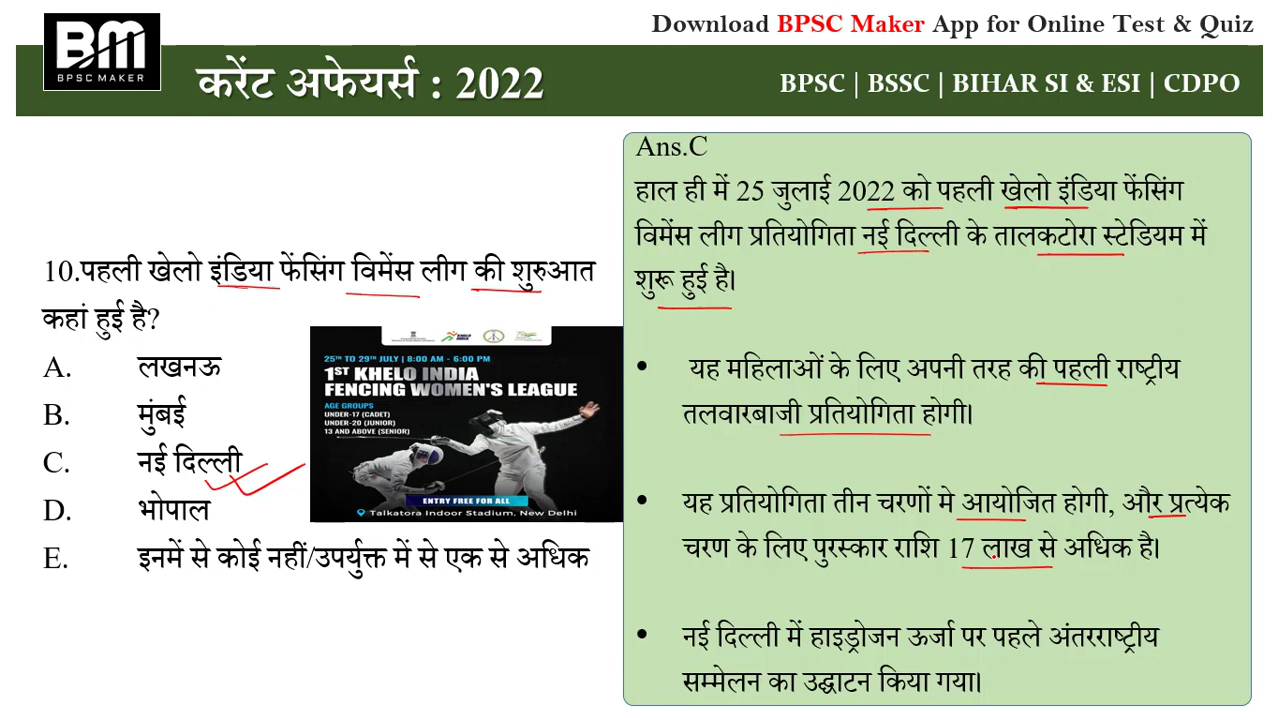 Download BPSC Maker App for Online Test & Quiz
BM
BPSC MAKER
करेंट अफेयर्स : 2022
BPSC | BSSC | BIHAR SI & ESI | CDPO
10.पहली खेलो इंडिया फेंसिंग विमेंस लीग की शुरुआत
कहां हुई है?
A. लखनऊ
B. मुंबई
C. नई दिल्ली
D. भोपाल
E. इनमें से कोई नहीं/उपर्युक्त में से एक से अधिक
25TH TO 29TH JULY | 8:00 AM - 6:00 PM
1ST KHELO INDIA
FENCING WOMEN'S LEAGUE
AGE GROUPS
UNDER-17 (CADET)
UNDER-20 (JUNIOR)
13 AND ABOVE (SENIOR)
ENTRY FREE FOR ALL
Talkatora Indoor Stadium, New Delhi
Ans.C
हाल ही में 25 जुलाई 2022 को पहली खेलो इंडिया फेंसिंग
विमेंस लीग प्रतियोगिता नई दिल्ली के तालकटोरा स्टेडियम में
शुरू हुई है।
• यह महिलाओं के लिए अपनी तरह की पहली राष्ट्रीय
तलवारबाजी प्रतियोगिता होगी।
• यह प्रतियोगिता तीन चरणों मे आयोजित होगी, और प्रत्येक
चरण के लिए पुरस्कार राशि 17 लाख से अधिक है।
• नई दिल्ली में हाइड्रोजन ऊर्जा पर पहले अंतरराष्ट्रीय
सम्मेलन का उद्घाटन किया गया।